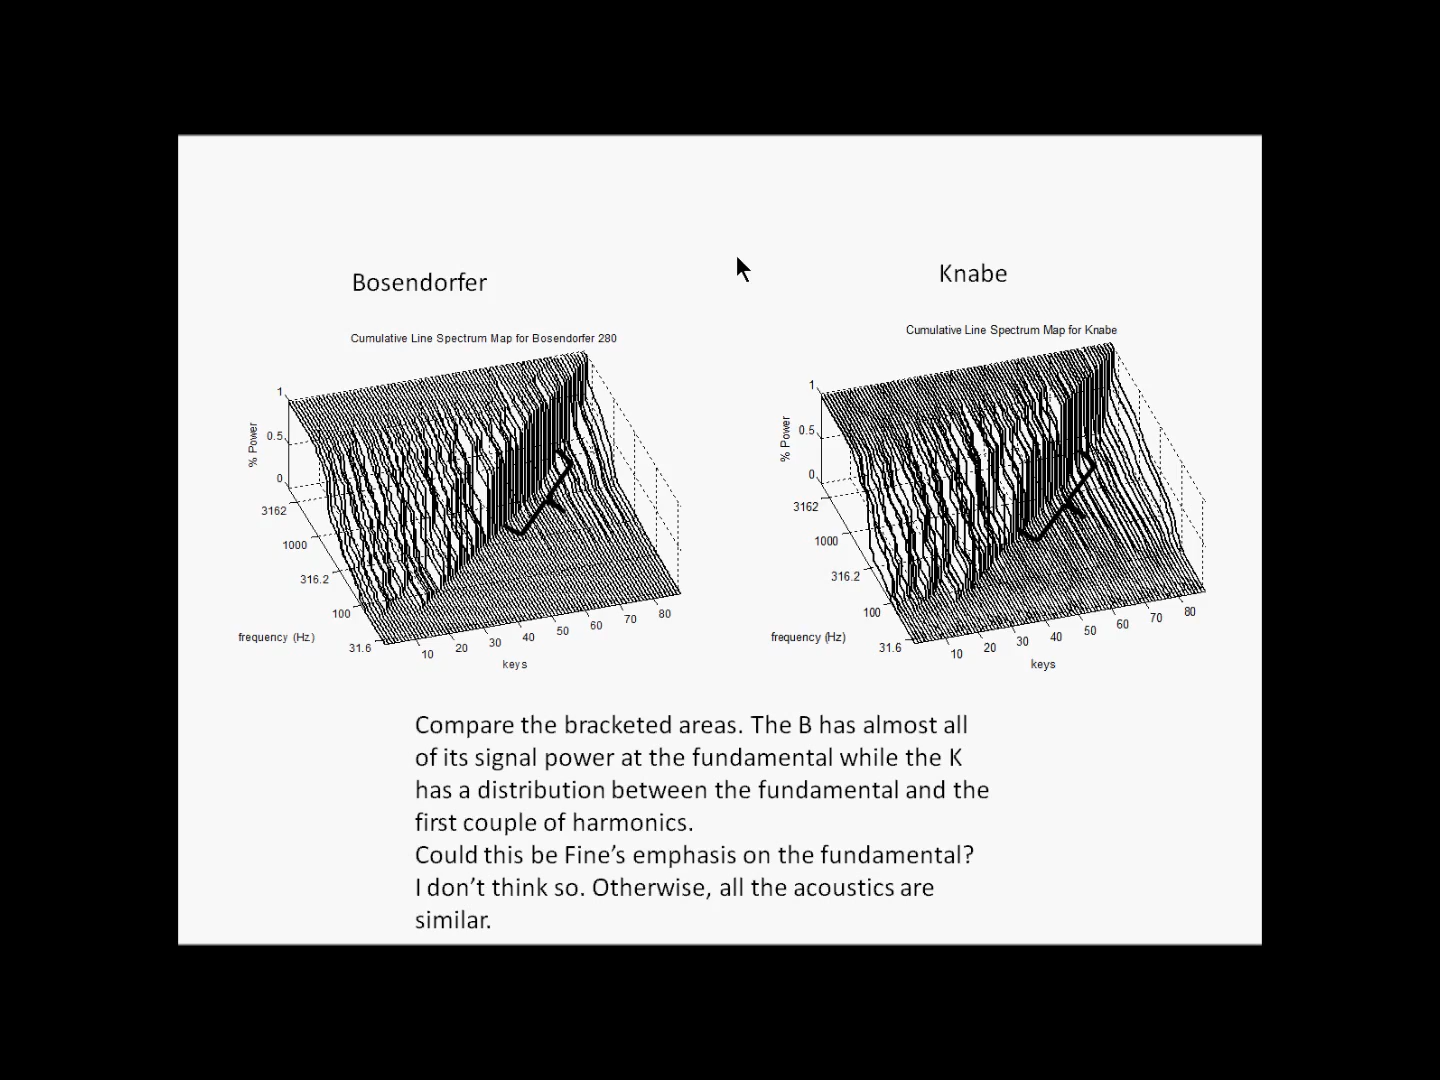 Bosendorfer
Knabe
Cumulative Line Spectrum Map for Bosendorfer 280
1
0.5
0
% Power
3162
1000
316.2
100
31.6
frequency (Hz)
10
20
30
40
50
60
70
80
keys
Cumulative Line Spectrum Map for Knabe
1
0.5
0
% Power
3162
1000
316.2
100
31.6
frequency (Hz)
10
20
30
40
50
60
70
80
keys
Compare the bracketed areas. The B has almost all
of its signal power at the fundamental while the K
has a distribution between the fundamental and the
first couple of harmonics.
Could this be Fine’s emphasis on the fundamental?
I don’t think so. Otherwise, all the acoustics are
similar.